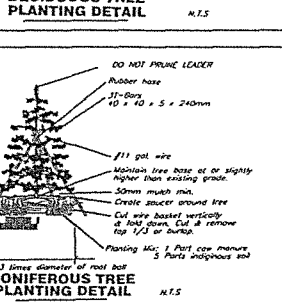 PLANTING DETAIL N.T.S
DO NOT PRUNE LEADER
Rubber hose
3T-Bars
40 x 40 x 5 x 240mm
#11 gal. wire
Maintain tree base at or slightly
higher than existing grade.
50mm mulch min.
Create saucer around tree
Cut wire basket vertically
& fold down. Cut & remove
top 1/3 of burlap.
Planting Mix: 1 Part cow manure
5 Parts indiginous soil
3 times diameter of root ball
ONIFEROUS TREE
PLANTING DETAIL N.T.S